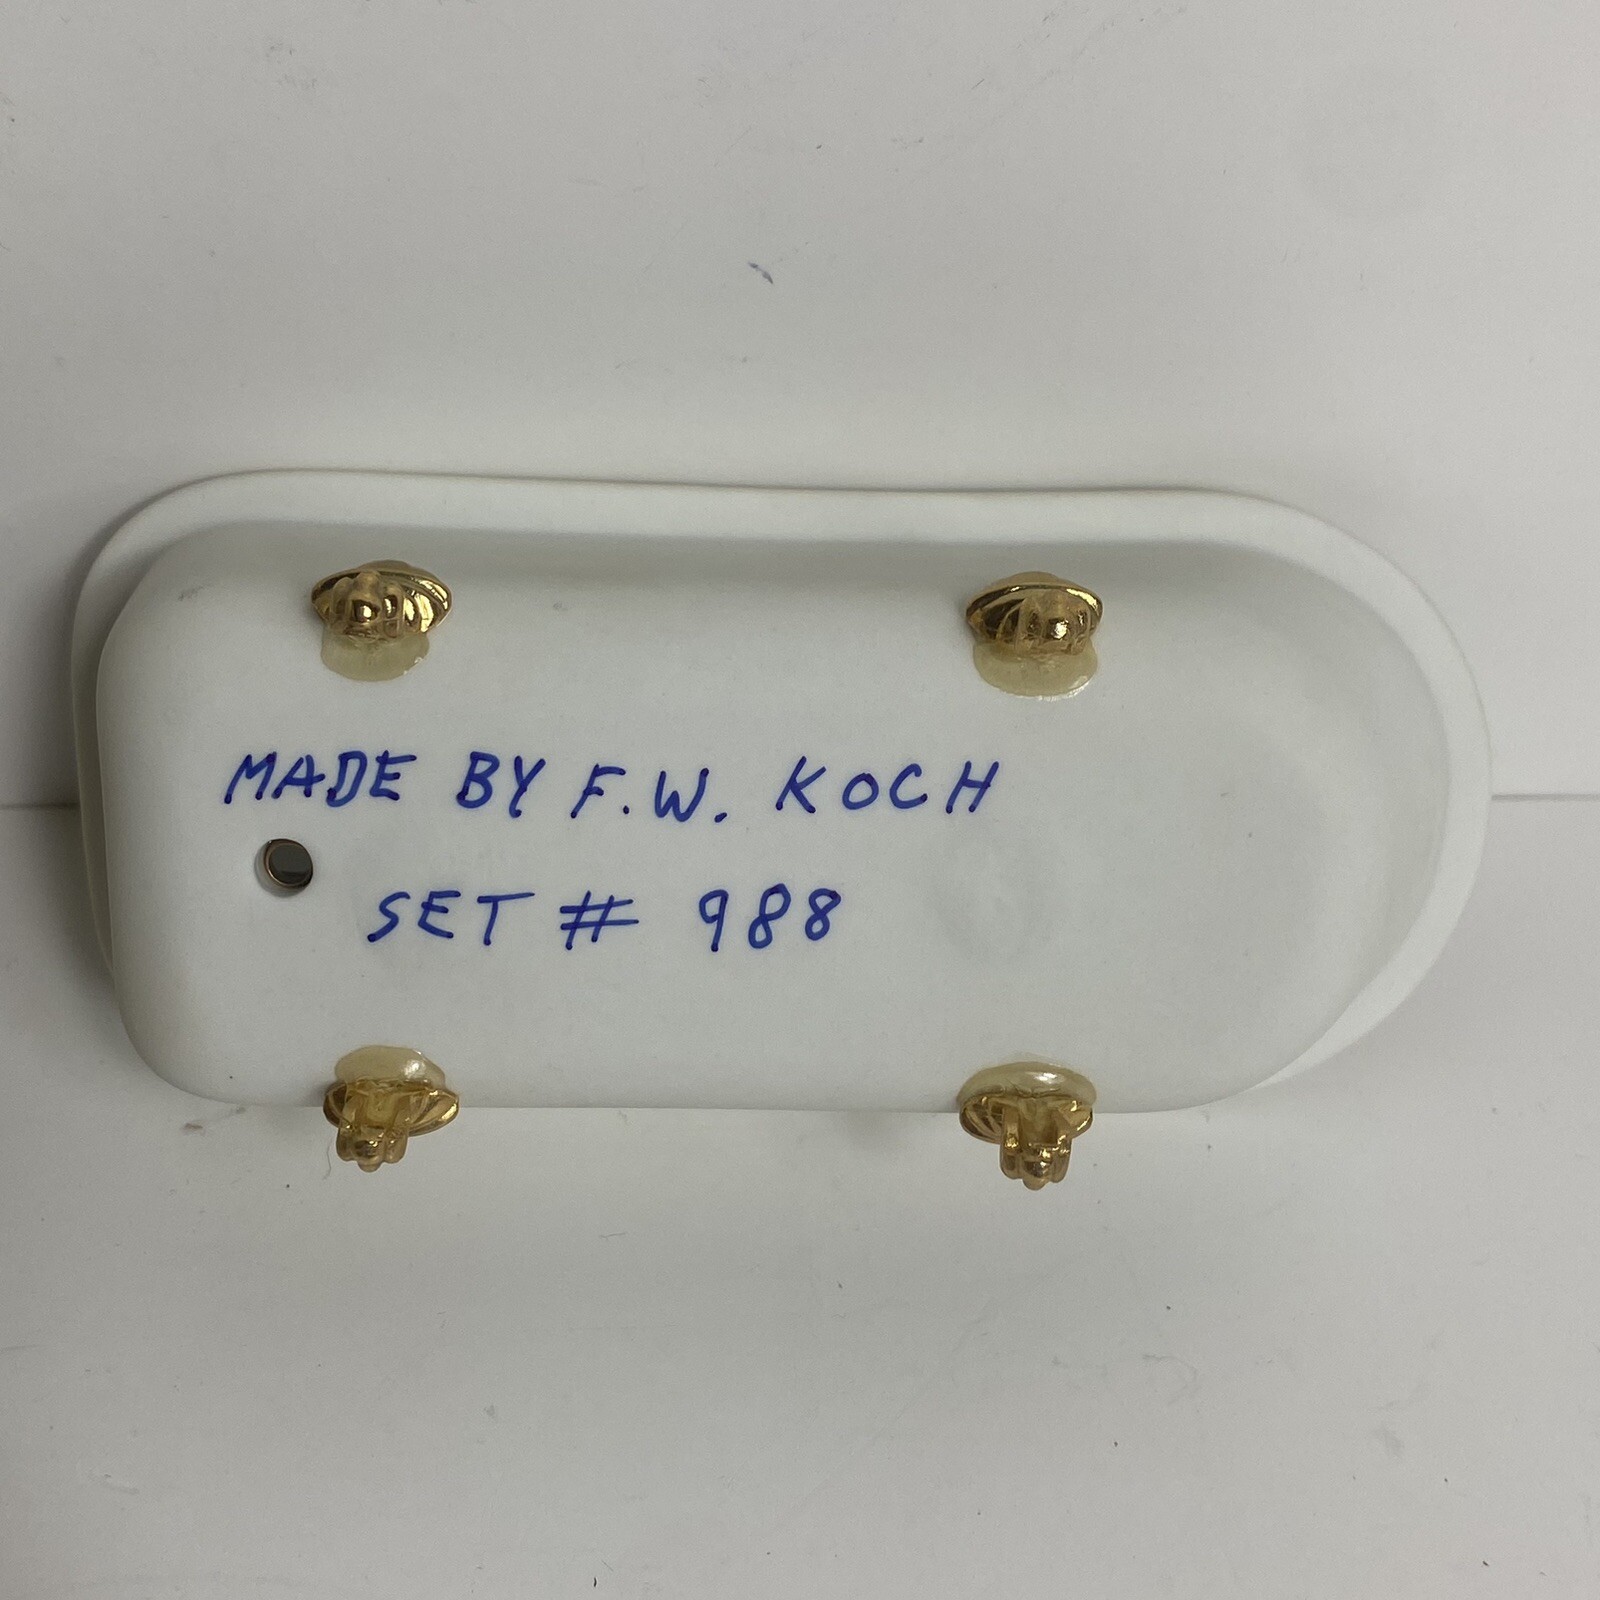 MADE BY F.W. KOCH
SET # 988